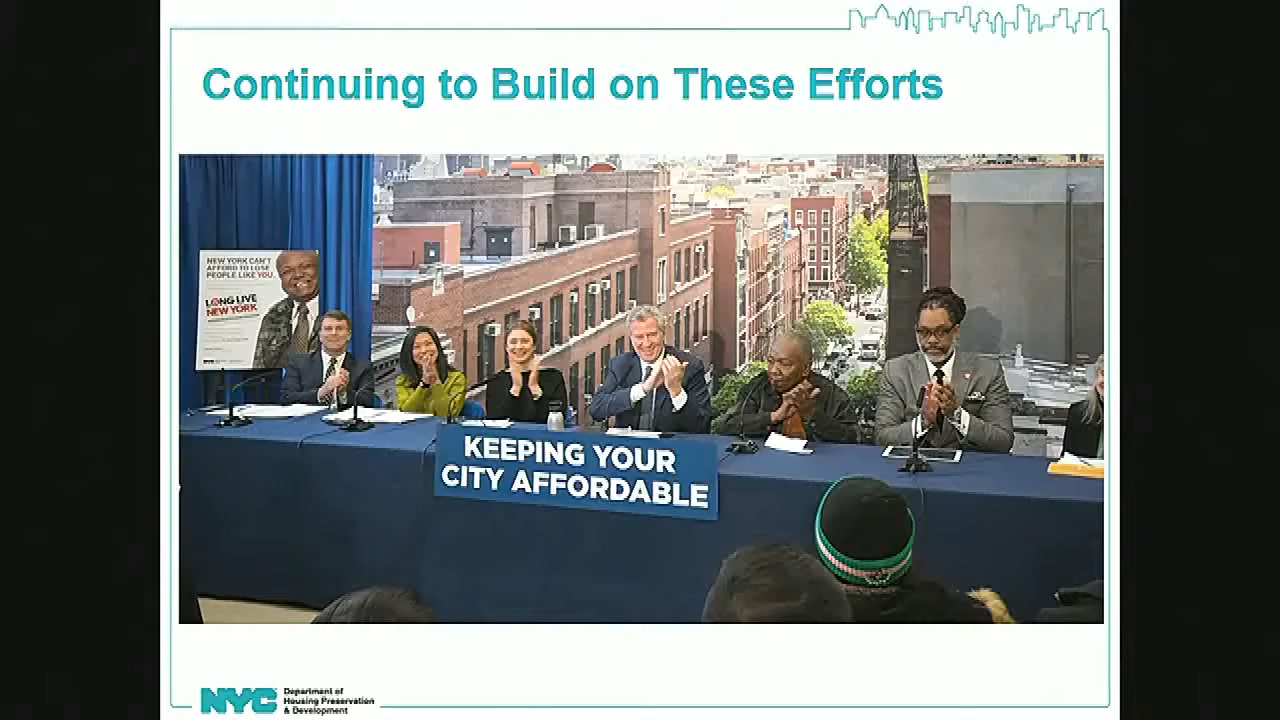 Continuing to Build on These Efforts
NEW YORK CAN'T
AFFORD TO LOSE
PEOPLE LIKE YOU.
LONG LIVE
NEW YORK
KEEPING YOUR
CITY AFFORDABLE
NYC
Department of
Housing Preservation
& Development